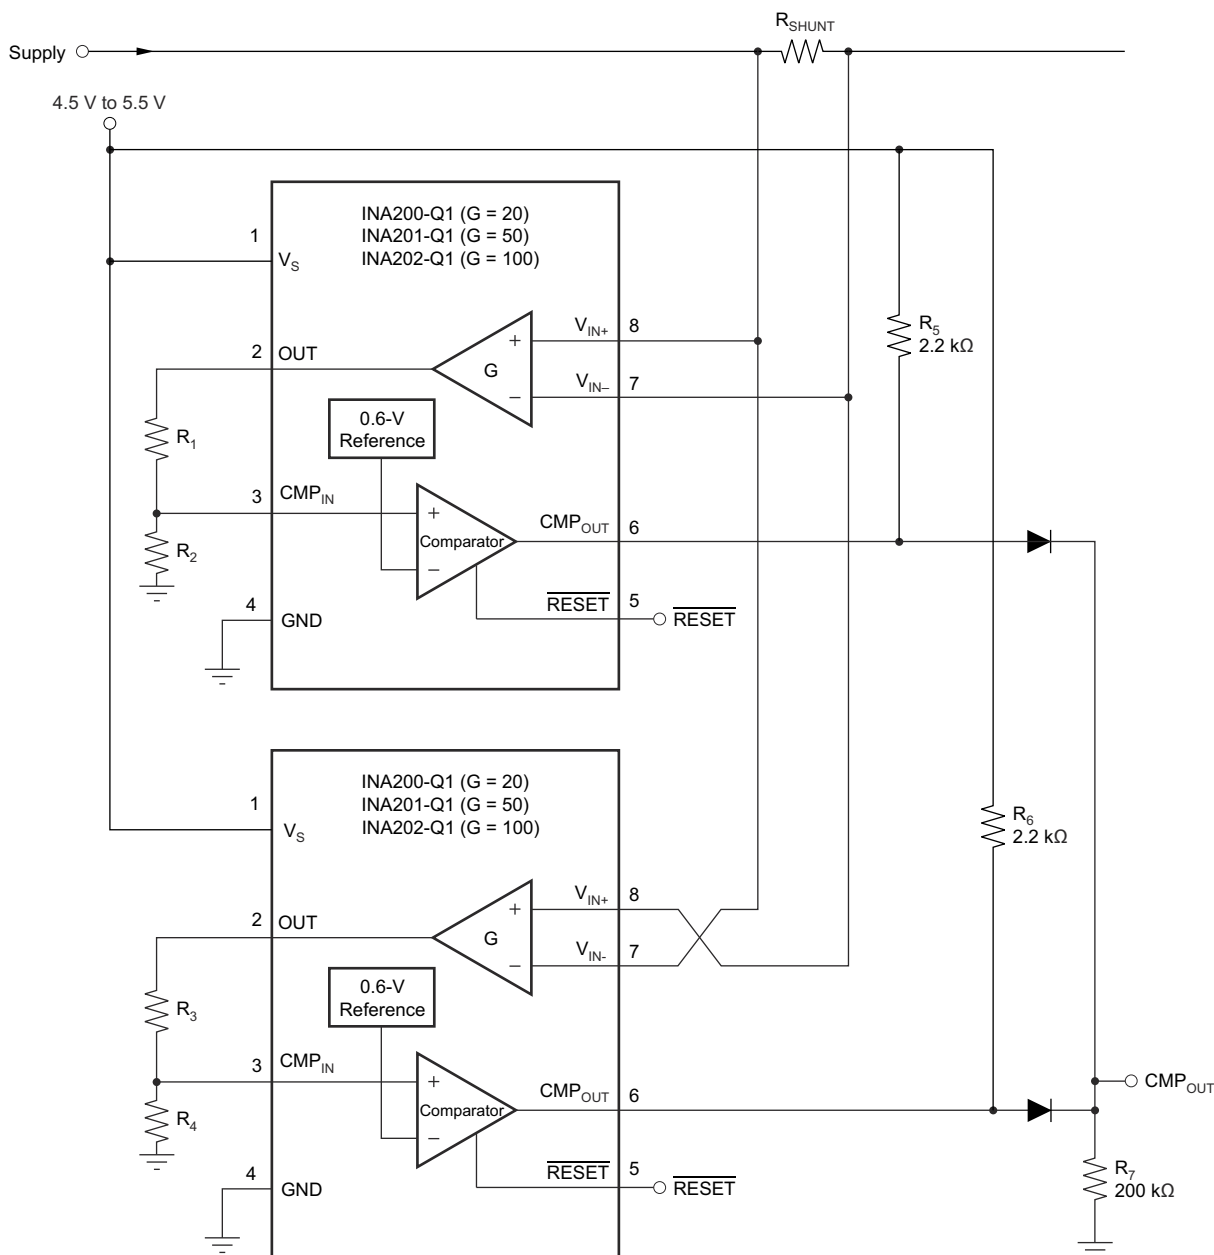 R_SHUNT
Supply
4.5 V to 5.5 V
INA200-Q1 (G = 20)
INA201-Q1 (G = 50)
INA202-Q1 (G = 100)
1
V_S
V_IN+
8
R_5
2.2 kΩ
2
OUT
+
G
V_IN–
7
−
0.6-V
Reference
R_1
3
CMP_IN
+
CMP_OUT
6
Comparator
R_2
−
RESET
5
RESET
4
GND
INA200-Q1 (G = 20)
INA201-Q1 (G = 50)
INA202-Q1 (G = 100)
1
V_S
R_6
2.2 kΩ
V_IN+
8
2
OUT
+
G
V_IN-
7
−
0.6-V
Reference
R_3
3
CMP_IN
+
CMP_OUT
6
CMP_OUT
Comparator
R_4
−
RESET
5
RESET
R_7
200 kΩ
4
GND